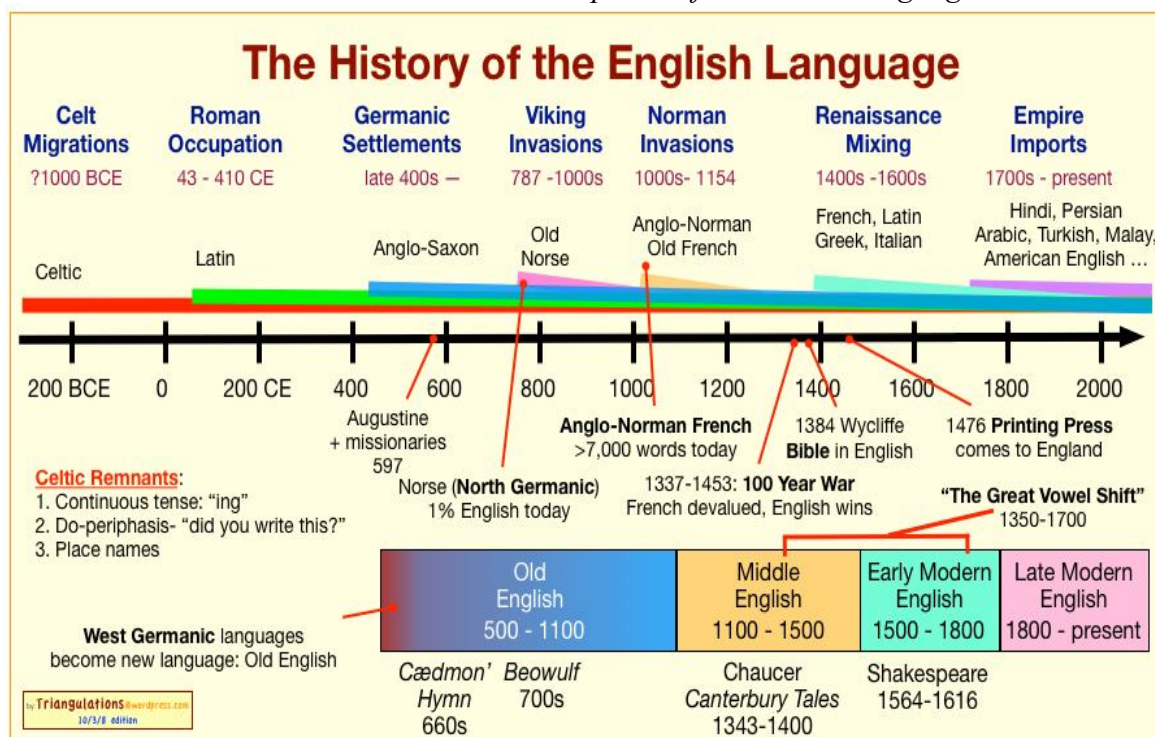 The History of the English Language
Celt
Migrations
?1000 BCE
Roman
Occupation
43 - 410 CE
Germanic
Settlements
late 400s —
Viking
Invasions
787 -1000s
Norman
Invasions
1000s- 1154
Renaissance
Mixing
1400s -1600s
Empire
Imports
1700s - present
Celtic
Latin
Anglo-Saxon
Old
Norse
Anglo-Norman
Old French
French, Latin
Greek, Italian
Hindi, Persian
Arabic, Turkish, Malay,
American English ...
200 BCE
0
200 CE
400
600
800
1000
1200
1400
1600
1800
2000
Augustine
+ missionaries
597
Norse (North Germanic)
1% English today
Anglo-Norman French
>7,000 words today
1337-1453: 100 Year War
French devalued, English wins
1384 Wycliffe
Bible in English
1476 Printing Press
comes to England
"The Great Vowel Shift"
1350-1700
Celtic Remnants:
1. Continuous tense: "ing"
2. Do-periphasis- "did you write this?"
3. Place names
West Germanic languages
become new language: Old English
Old
English
500 - 1100
Middle
English
1100 - 1500
Early Modern
English
1500 - 1800
Late Modern
English
1800 - present
Cædmon'
Hymn
660s
Beowulf
700s
Chaucer
Canterbury Tales
1343-1400
Shakespeare
1564-1616
by Triangulations@wordpress.com
10/3/8 edition